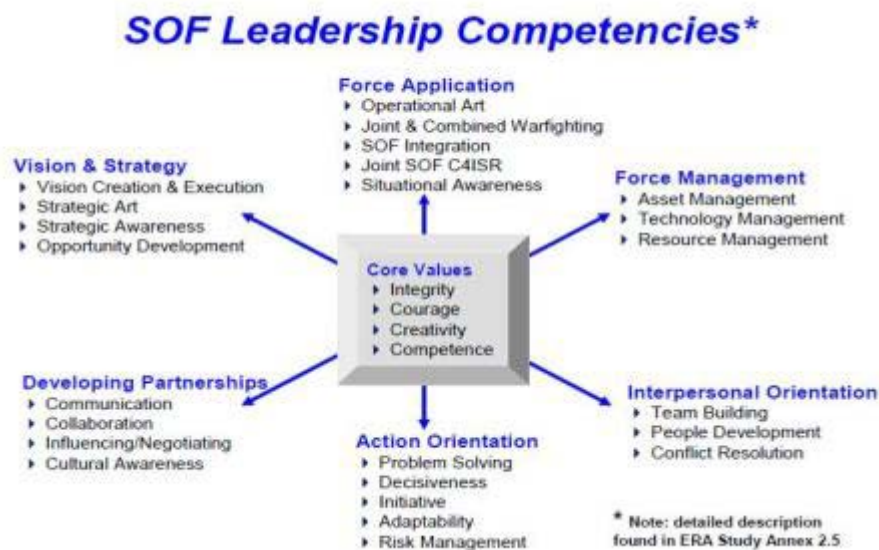 SOF Leadership Competencies*
Force Application
Operational Art
Joint & Combined Warfighting
SOF Integration
Joint SOF C4ISR
Situational Awareness
Vision & Strategy
Vision Creation & Execution
Strategic Art
Strategic Awareness
Opportunity Development
Force Management
Asset Management
Technology Management
Resource Management
Core Values
Integrity
Courage
Creativity
Competence
Developing Partnerships
Communication
Collaboration
Influencing/Negotiating
Cultural Awareness
Action Orientation
Problem Solving
Decisiveness
Initiative
Adaptability
Risk Management
Interpersonal Orientation
Team Building
People Development
Conflict Resolution
* Note: detailed description
found in ERA Study Annex 2.5